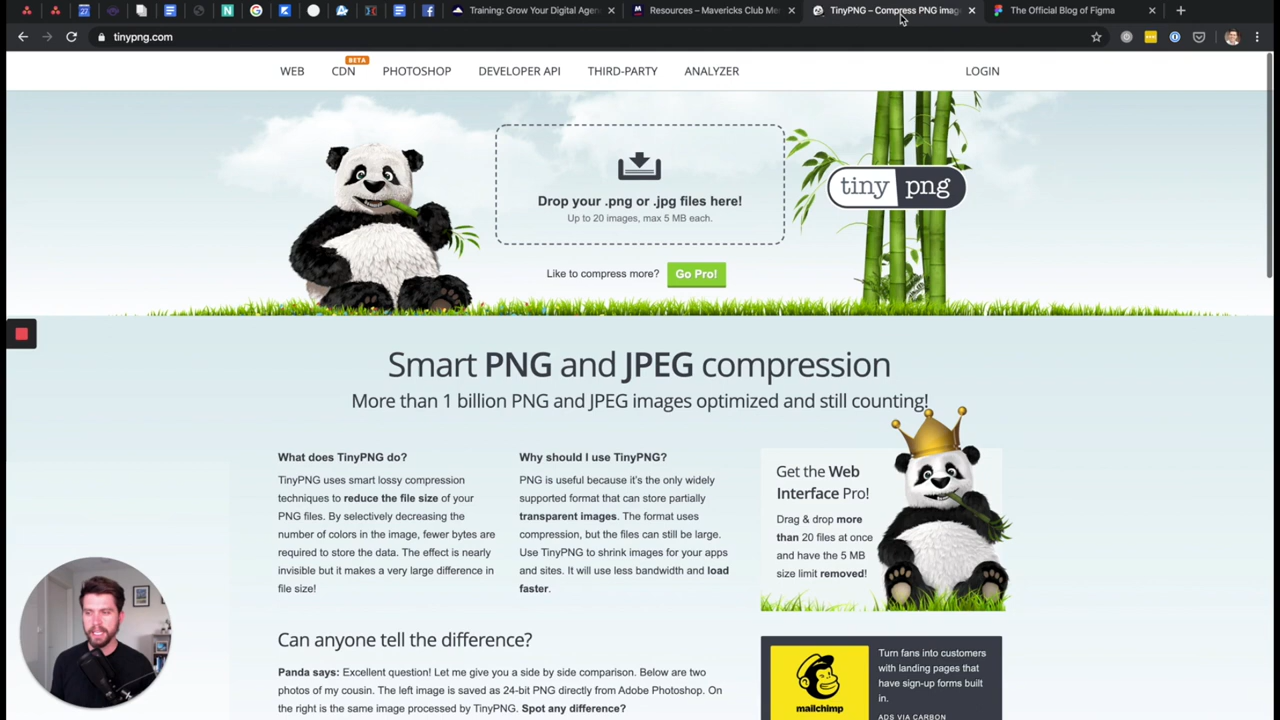 Training: Grow Your Digital Agen
Resources – Mavericks Club Me
TinyPNG – Compress PNG imag
The Official Blog of Figma
tinypng.com
WEB
BETA
CDN
PHOTOSHOP
DEVELOPER API
THIRD-PARTY
ANALYZER
LOGIN
Drop your .png or .jpg files here!
Up to 20 images, max 5 MB each.
Like to compress more?
Go Pro!
tiny png
Smart PNG and JPEG compression
More than 1 billion PNG and JPEG images optimized and still counting!
What does TinyPNG do?
TinyPNG uses smart lossy compression
techniques to reduce the file size of your
PNG files. By selectively decreasing the
number of colors in the image, fewer bytes are
required to store the data. The effect is nearly
invisible but it makes a very large difference in
file size!
Why should I use TinyPNG?
PNG is useful because it's the only widely
supported format that can store partially
transparent images. The format uses
compression, but the files can still be large.
Use TinyPNG to shrink images for your apps
and sites. It will use less bandwidth and load
faster.
Get the Web
Interface Pro!
Drag & drop more
than 20 files at once
and have the 5 MB
size limit removed!
Can anyone tell the difference?
Panda says: Excellent question! Let me give you a side by side comparison. Below are two
photos of my cousin. The left image is saved as 24-bit PNG directly from Adobe Photoshop. On
the right is the same image processed by TinyPNG. Spot any difference?
mailchimp
Turn fans into customers
with landing pages that
have sign-up forms built
in.
ADS VIA CARBON